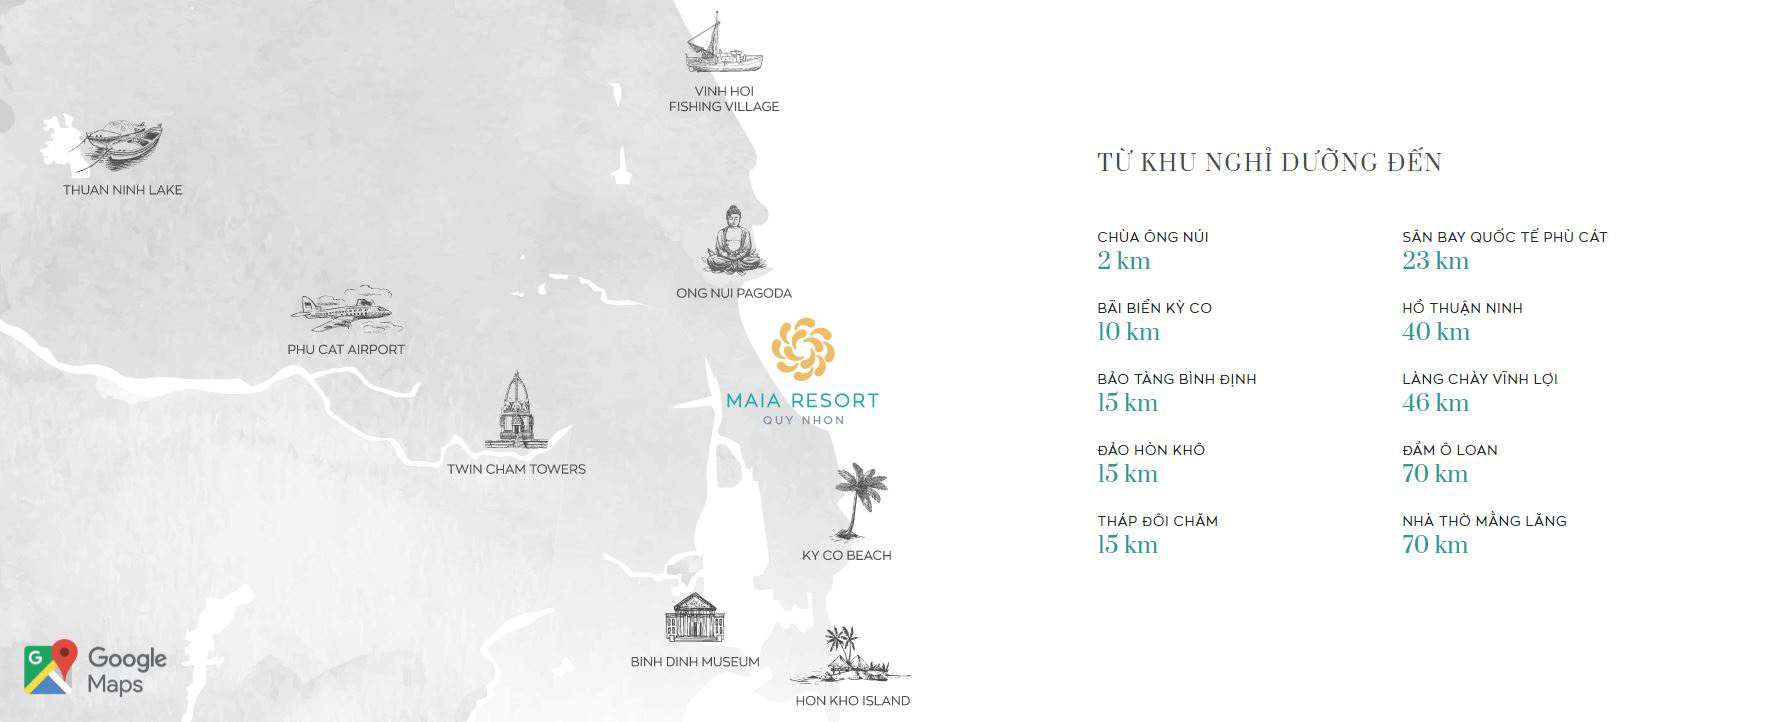 VINH HOI
FISHING VILLAGE
THUAN NINH LAKE
ONG NUI PAGODA
PHU CAT AIRPORT
MAIA RESORT
QUY NHON
TWIN CHAM TOWERS
KY CO BEACH
BINH DINH MUSEUM
HON KHO ISLAND
G
Google
Maps
TỪ KHU NGHỈ DƯỠNG ĐẾN
CHÙA ÔNG NÚI
2 km
BÃI BIỂN KỲ CO
10 km
BẢO TÀNG BÌNH ĐỊNH
15 km
ĐẢO HÒN KHÔ
15 km
THÁP ĐÔI CHĂM
15 km
SÂN BAY QUỐC TẾ PHÙ CÁT
23 km
HỒ THUẬN NINH
40 km
LÀNG CHÀY VĨNH LỢI
46 km
ĐẦM Ô LOAN
70 km
NHÀ THỜ MẰNG LĂNG
70 km